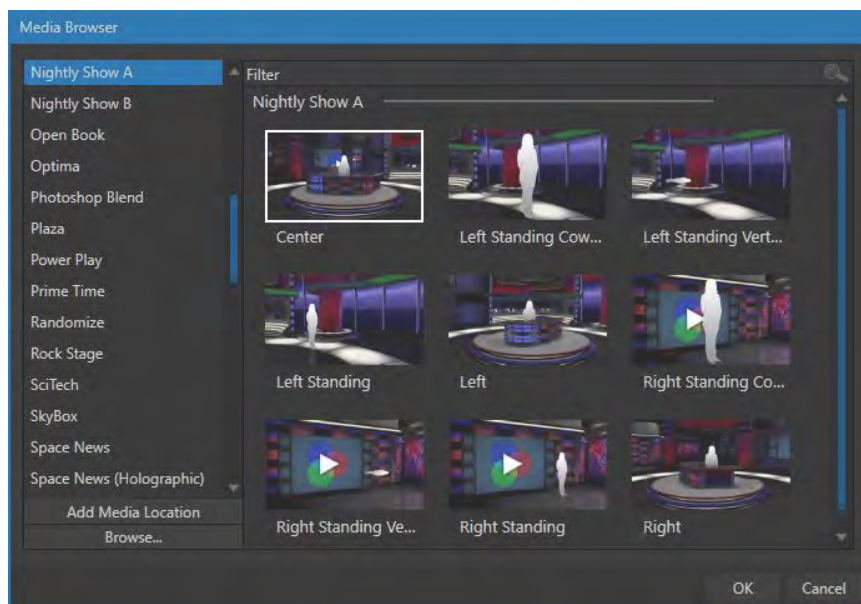 Media Browser
Nightly Show A
Nightly Show B
Open Book
Optima
Photoshop Blend
Plaza
Power Play
Prime Time
Randomize
Rock Stage
SciTech
SkyBox
Space News
Space News (Holographic)
Add Media Location
Browse...
Filter
Nightly Show A
Center
Left Standing Cow...
Left Standing Vert...
Left Standing
Left
Right Standing Co...
Right Standing Ve...
Right Standing
Right
OK
Cancel